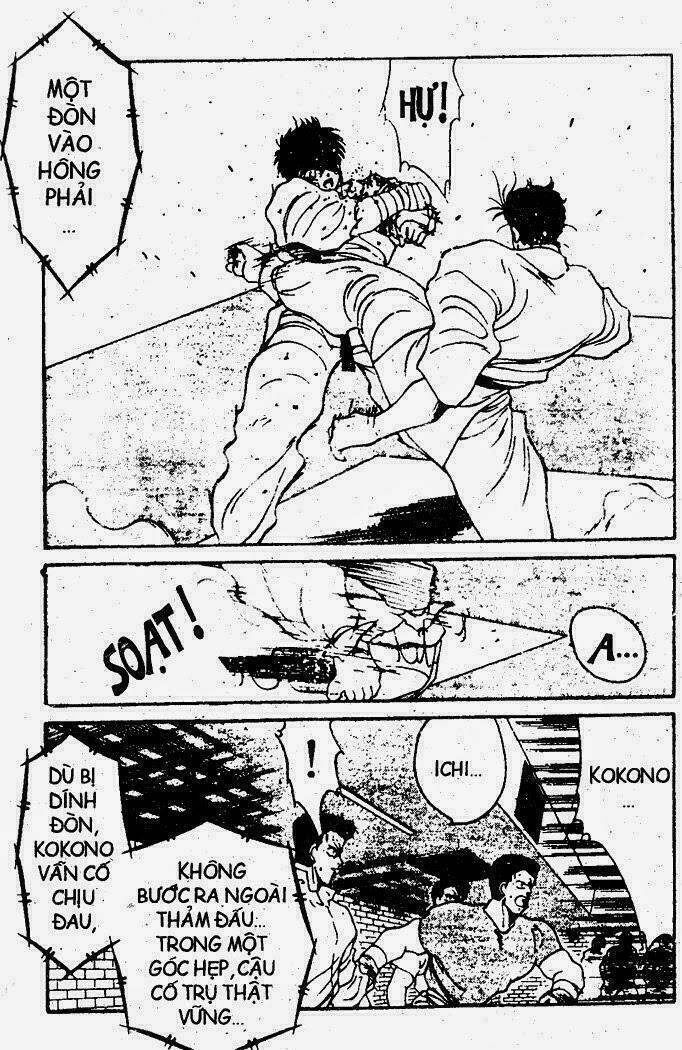 MỘT
ĐÒN
VÀO
HÔNG
PHẢI
...
HỰ!
SOẠT!
A...
DÙ BỊ
DÍNH
ĐÒN,
KOKONO
VẪN CỐ
CHỊU
ĐAU,
!
ICHI...
KOKONO
...
KHÔNG
BƯỚC RA NGOÀI
THẢM ĐẤU...
TRONG MỘT
GÓC HẸP, CẬU
CỐ TRỤ THẬT
VỮNG...